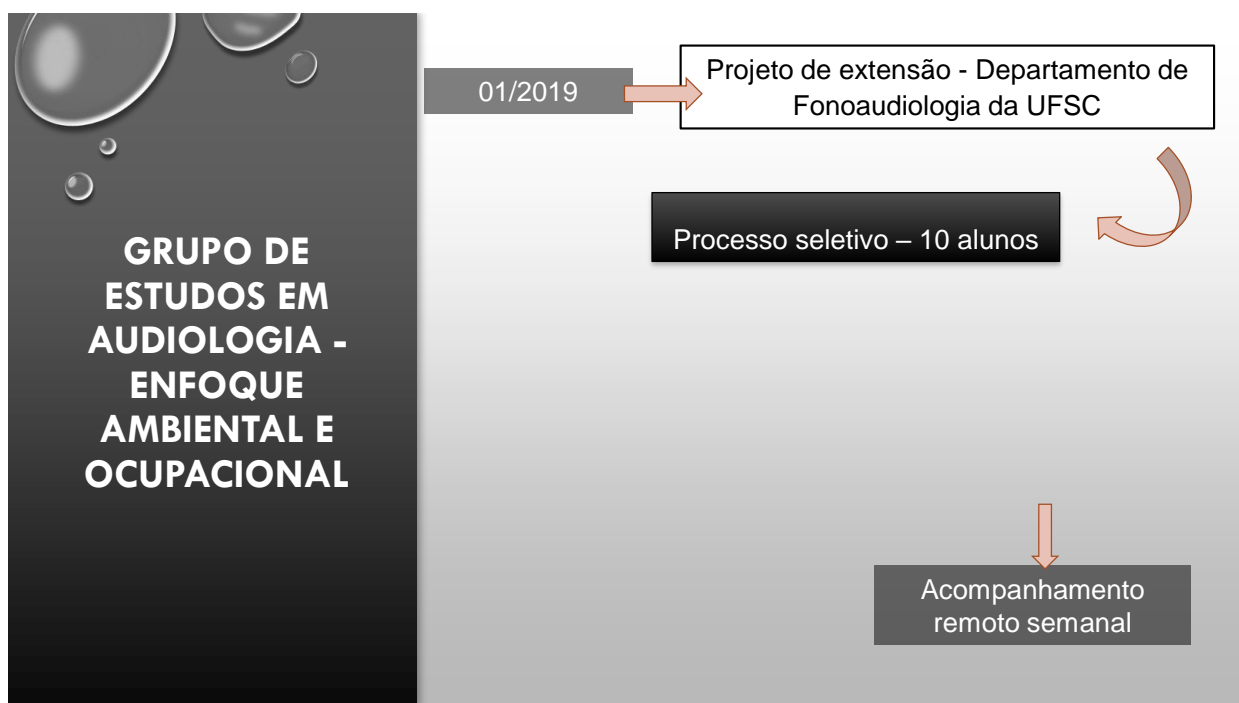 GRUPO DE
ESTUDOS EM
AUDIOLOGIA -
ENFOQUE
AMBIENTAL E
OCUPACIONAL
01/2019
Projeto de extensão - Departamento de
Fonoaudiologia da UFSC
Processo seletivo – 10 alunos
Acompanhamento
remoto semanal